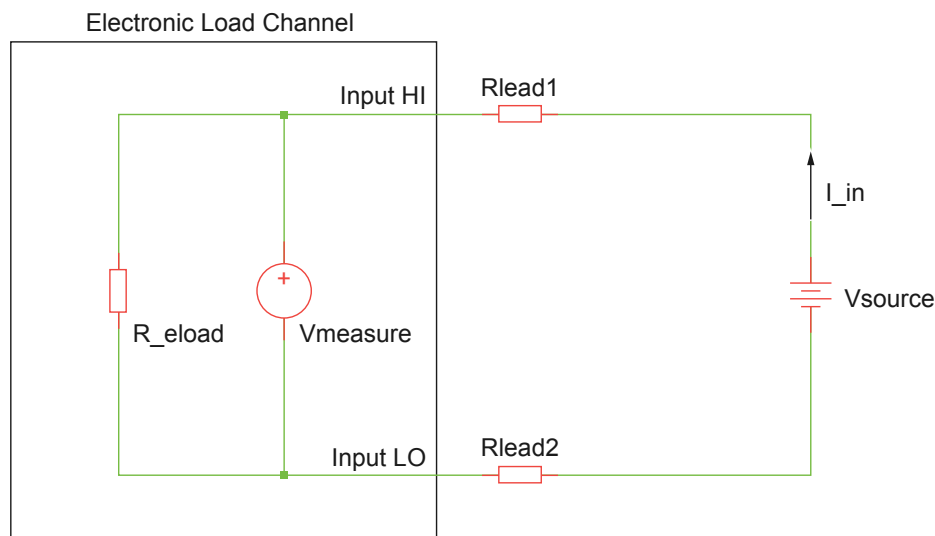 Electronic Load Channel
Input HI
Rlead1
I_in
R_eload
Vmeasure
Vsource
Input LO
Rlead2